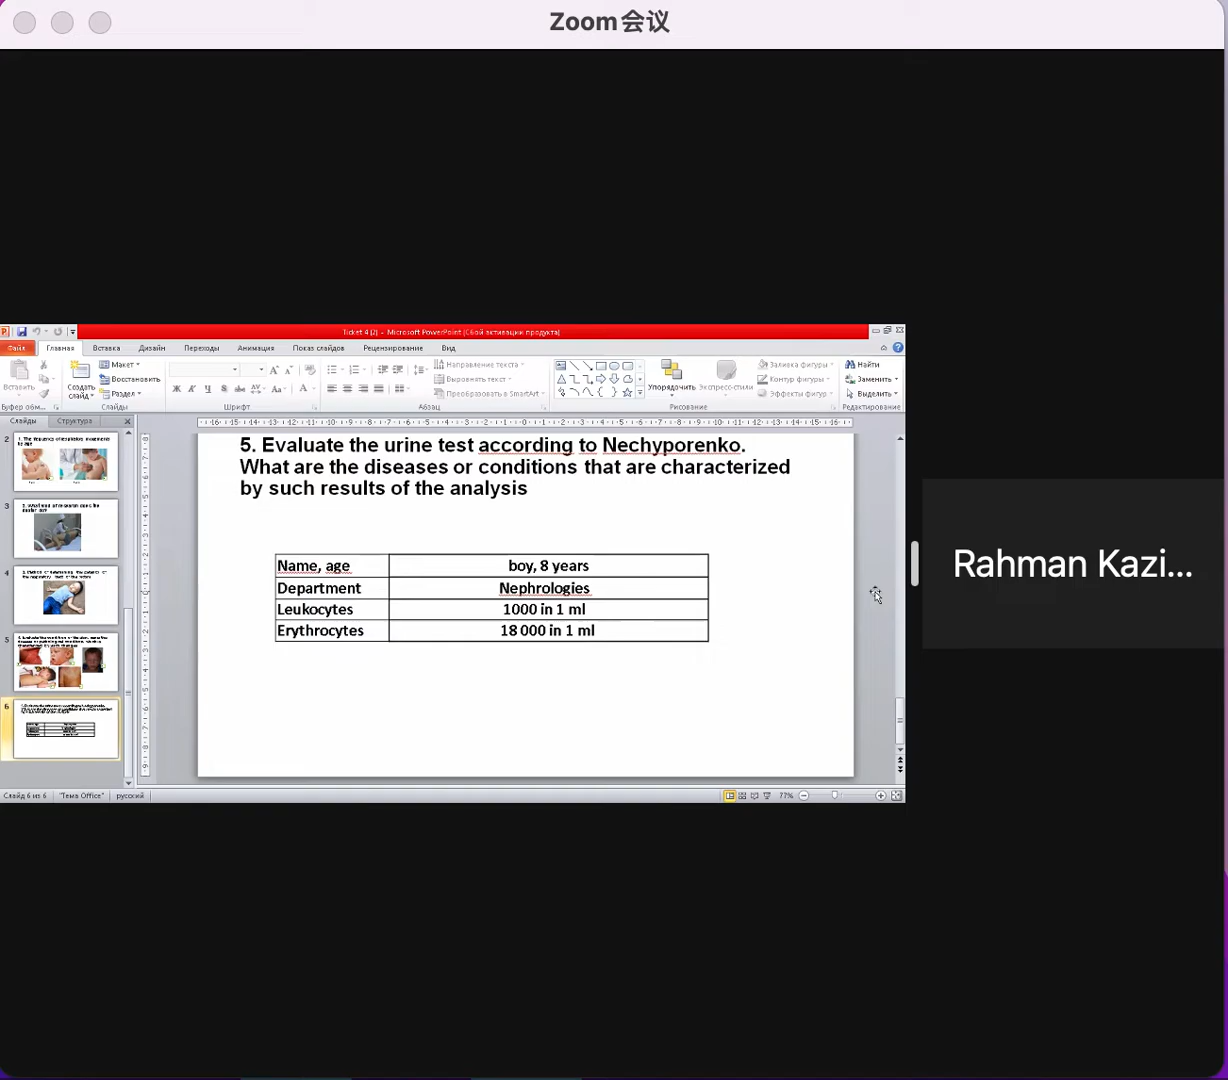 Zoom会议
Ticket 4 [2] - Microsoft PowerPoint (Сбой активации продукта)
Файл Главная Вставка Дизайн Переходы Анимация Показ слайдов Рецензирование Вид
Вставить
Создать слайд
Макет
Восстановить
Раздел
Направление текста
Выровнять текст
Преобразовать в SmartArt
Упорядочить
Экспресс-стили
Заливка фигуры
Контур фигуры
Эффекты фигур
Найти
Заменить
Выделить
Буфер обм... Слайды Шрифт Абзац Рисование Редактирование
Слайды Структура
2
3
4
5
6
5. Evaluate the urine test according to Nechyporenko.
What are the diseases or conditions that are characterized
by such results of the analysis
Name, age boy, 8 years
Department Nephrologies
Leukocytes 1000 in 1 ml
Erythrocytes 18 000 in 1 ml
Rahman Kazi...
Слайд 6 из 6 "Тема Office" русский 77%